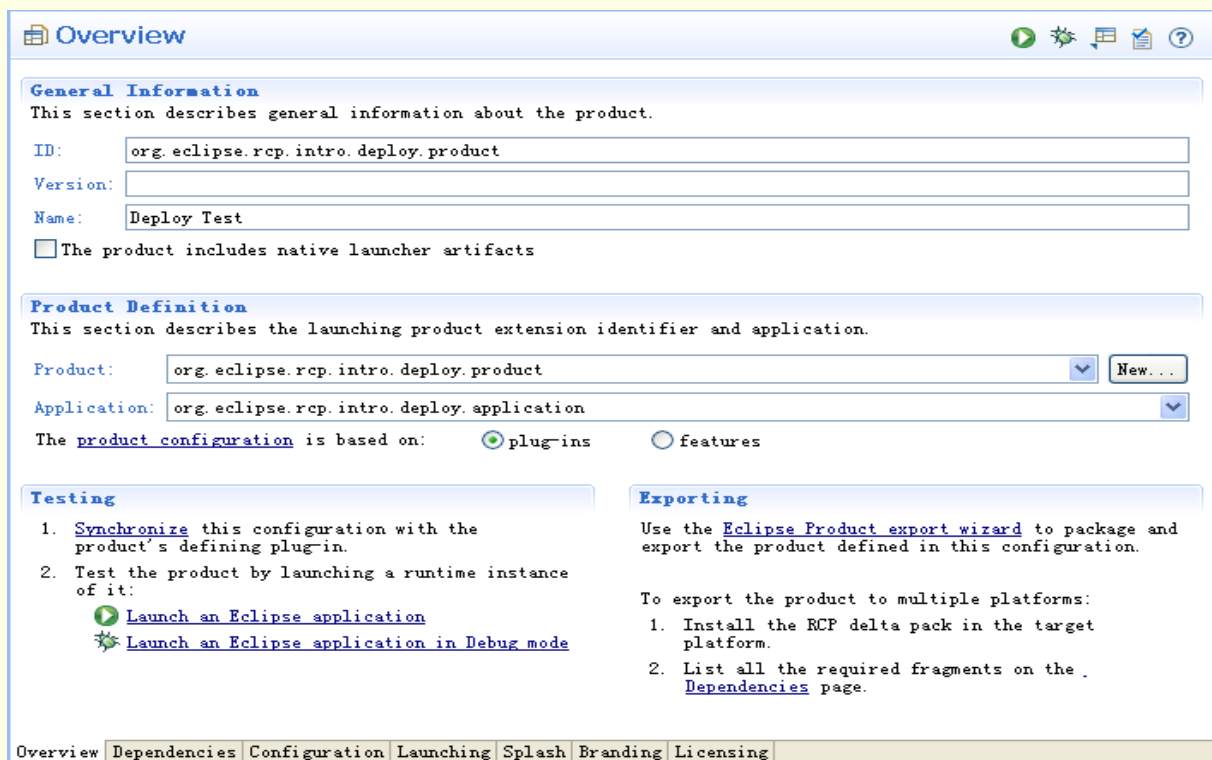 Overview
General Information
This section describes general information about the product.
ID: org.eclipse.rcp.intro.deploy.product
Version:
Name: Deploy Test
The product includes native launcher artifacts
Product Definition
This section describes the launching product extension identifier and application.
Product: org.eclipse.rcp.intro.deploy.product New...
Application: org.eclipse.rcp.intro.deploy.application
The product configuration is based on: plug-ins features
Testing
1. Synchronize this configuration with the
product's defining plug-in.
2. Test the product by launching a runtime instance
of it:
Launch an Eclipse application
Launch an Eclipse application in Debug mode
Exporting
Use the Eclipse Product export wizard to package and
export the product defined in this configuration.
To export the product to multiple platforms:
1. Install the RCP delta pack in the target
platform.
2. List all the required fragments on the
Dependencies page.
Overview Dependencies Configuration Launching Splash Branding Licensing